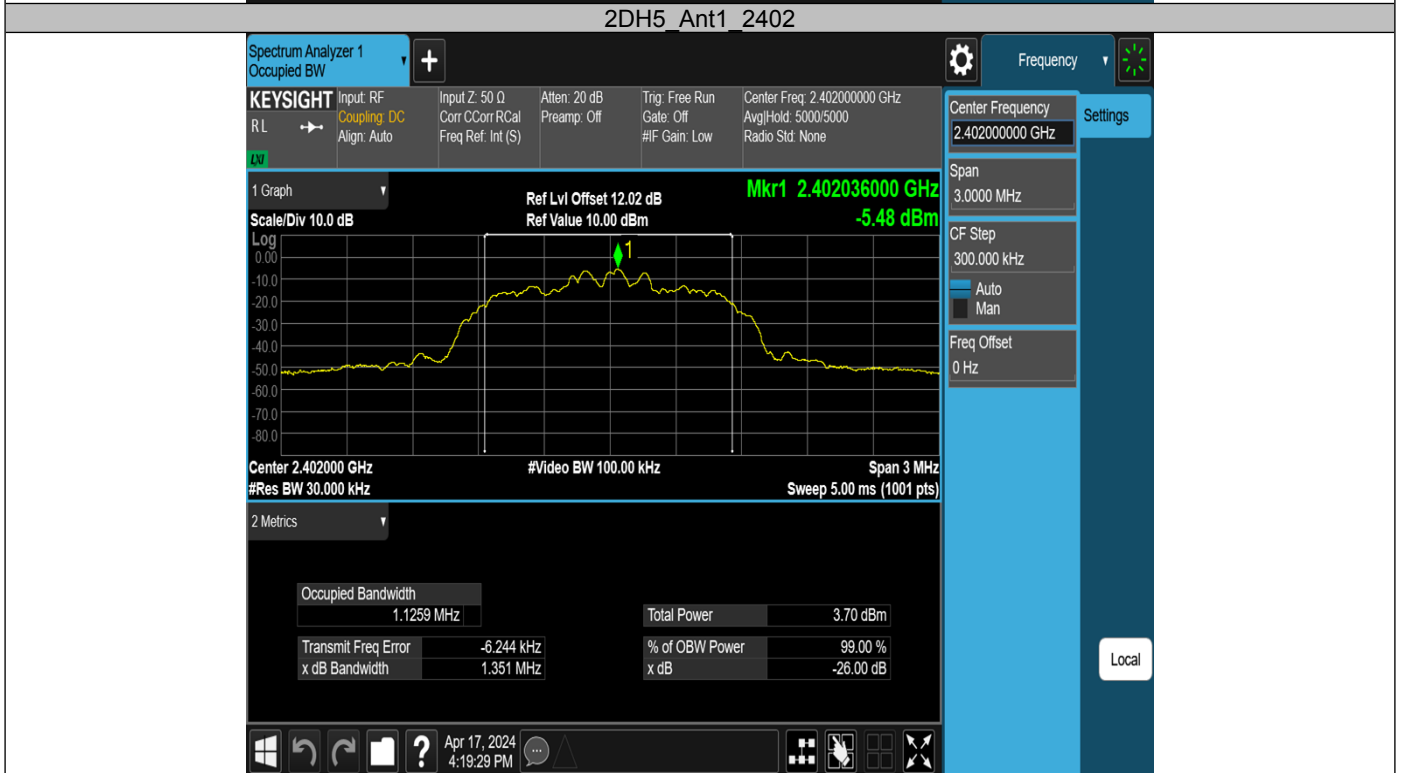 2DH5_Ant1_2402
Spectrum Analyzer 1
Occupied BW
+
Frequency
KEYSIGHT
R L
LXI
Input: RF
Coupling: DC
Align: Auto
Input Z: 50 Ω
Corr CCorr RCal
Freq Ref: Int (S)
Atten: 20 dB
Preamp: Off
Trig: Free Run
Gate: Off
#IF Gain: Low
Center Freq: 2.402000000 GHz
Avg|Hold: 5000/5000
Radio Std: None
Center Frequency
2.402000000 GHz
Settings
Span
3.0000 MHz
CF Step
300.000 kHz
Auto
Man
Freq Offset
0 Hz
1 Graph
Scale/Div 10.0 dB
Ref Lvl Offset 12.02 dB
Ref Value 10.00 dBm
Mkr1 2.402036000 GHz
-5.48 dBm
Log
0.00
-10.0
-20.0
-30.0
-40.0
-50.0
-60.0
-70.0
-80.0
1
Center 2.402000 GHz
#Res BW 30.000 kHz
#Video BW 100.00 kHz
Span 3 MHz
Sweep 5.00 ms (1001 pts)
2 Metrics
Occupied Bandwidth
1.1259 MHz
Total Power 3.70 dBm
Transmit Freq Error -6.244 kHz
% of OBW Power 99.00 %
x dB Bandwidth 1.351 MHz
x dB -26.00 dB
Local
?
Apr 17, 2024
4:19:29 PM